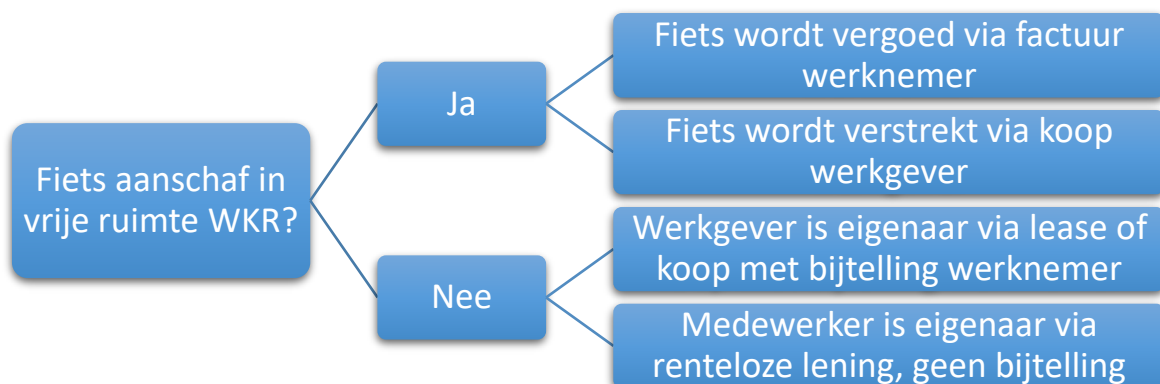 Fiets aanschaf in
vrije ruimte WKR?
Ja
Fiets wordt vergoed via factuur
werknemer
Fiets wordt verstrekt via koop
werkgever
Nee
Werkgever is eigenaar via lease of
koop met bijtelling werknemer
Medewerker is eigenaar via
renteloze lening, geen bijtelling